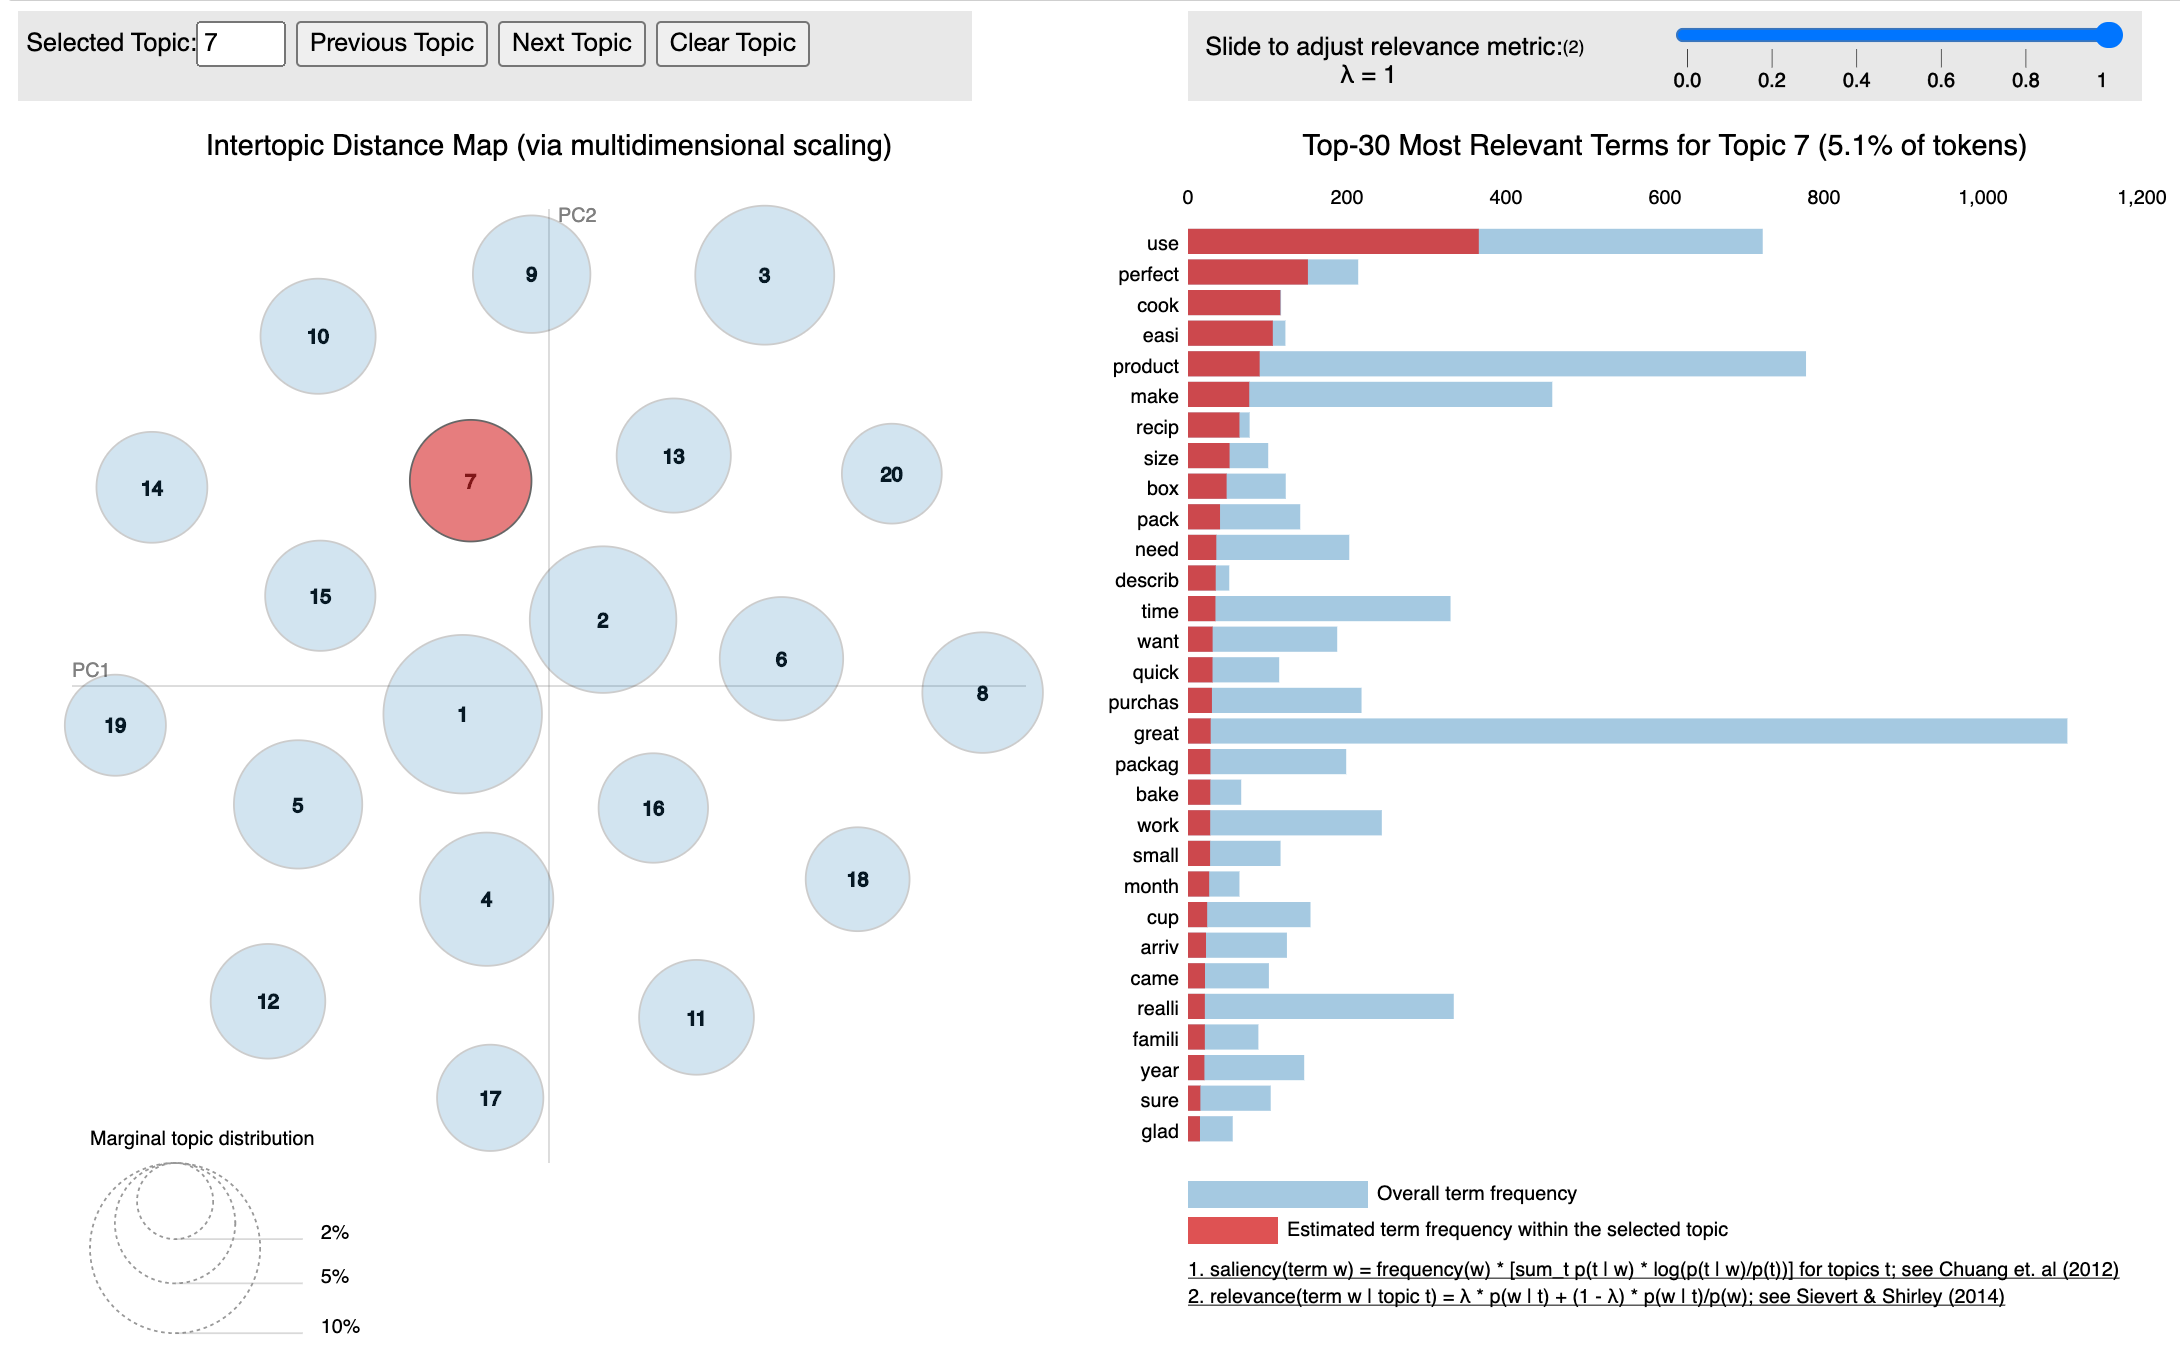 Selected Topic: 7 Previous Topic Next Topic Clear Topic
Slide to adjust relevance metric:(2)
λ = 1
0.0 0.2 0.4 0.6 0.8 1
Intertopic Distance Map (via multidimensional scaling)
PC2
9
3
10
13
7
20
14
15
2
6
PC1
8
1
19
5
16
18
4
12
11
17
Marginal topic distribution
2%
5%
10%
Top-30 Most Relevant Terms for Topic 7 (5.1% of tokens)
0 200 400 600 800 1,000 1,200
use
perfect
cook
easi
product
make
recip
size
box
pack
need
describ
time
want
quick
purchas
great
packag
bake
work
small
month
cup
arriv
came
realli
famili
year
sure
glad
Overall term frequency
Estimated term frequency within the selected topic
1. saliency(term w) = frequency(w) * [sum_t p(t | w) * log(p(t | w)/p(t))] for topics t; see Chuang et. al (2012)
2. relevance(term w | topic t) = λ * p(w | t) + (1 - λ) * p(w | t)/p(w); see Sievert & Shirley (2014)